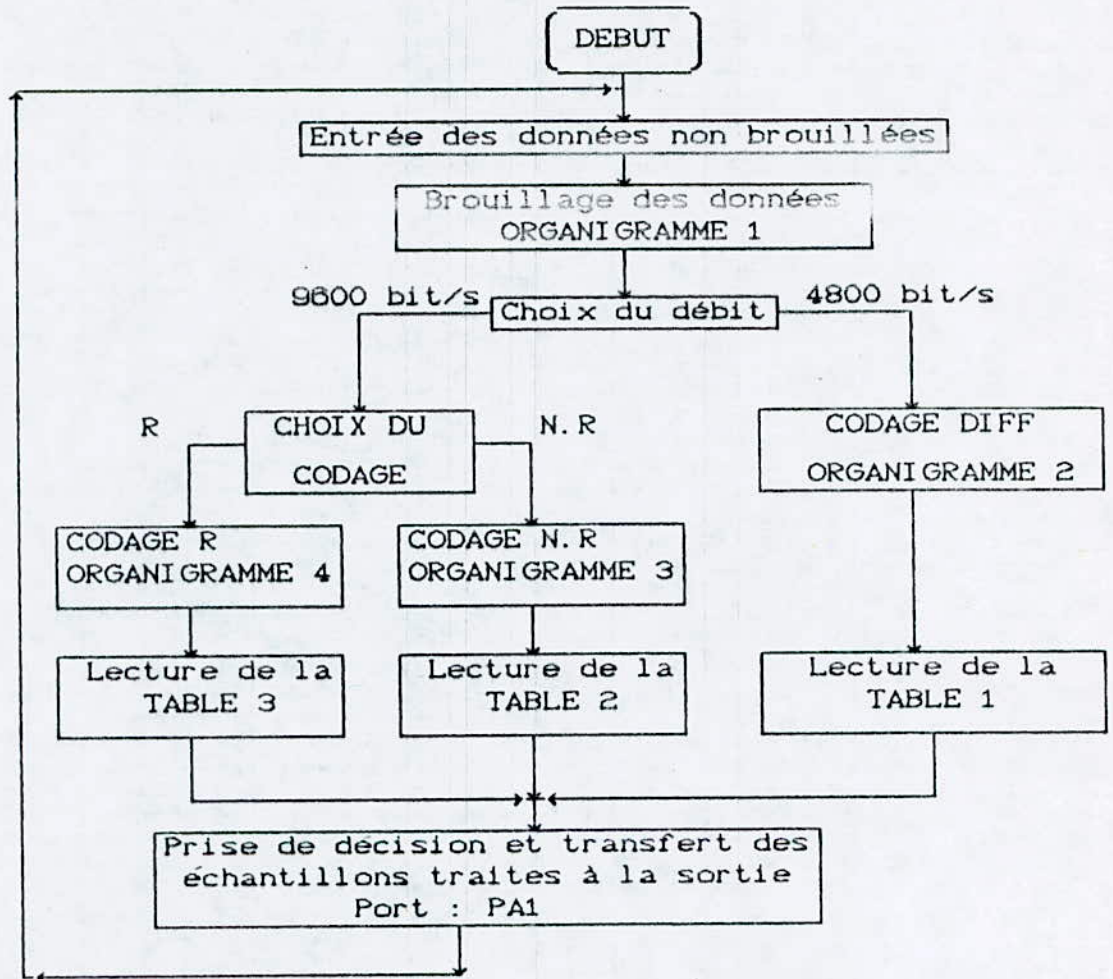 DEBUT
Entrée des données non brouillées
Brouillage des données
ORGANIGRAMME 1
9600 bit/s
Choix du débit
4800 bit/s
R
CHOIX DU
CODAGE
N.R
CODAGE DIFF
ORGANIGRAMME 2
CODAGE R
ORGANIGRAMME 4
CODAGE N.R
ORGANIGRAMME 3
Lecture de la
TABLE 3
Lecture de la
TABLE 2
Lecture de la
TABLE 1
Prise de décision et transfert des
échantillons traites à la sortie
Port : PA1